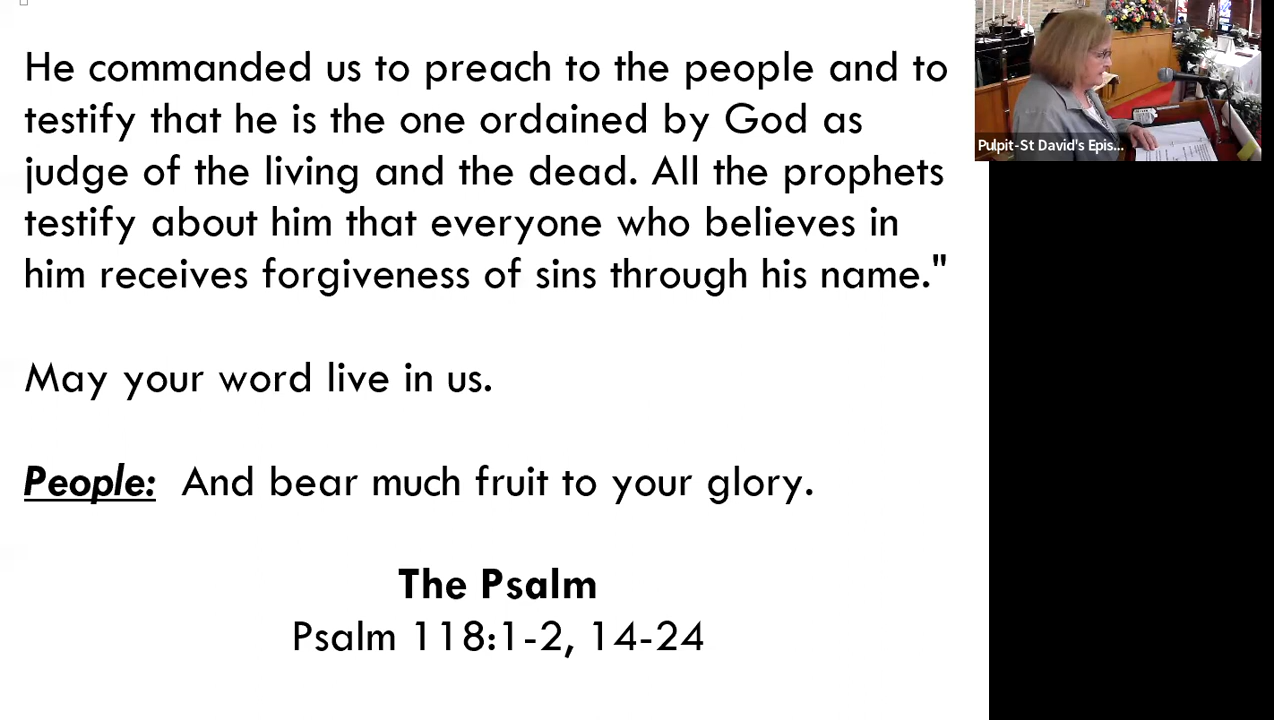 He commanded us to preach to the people and to
testify that he is the one ordained by God as
judge of the living and the dead. All the prophets
testify about him that everyone who believes in
him receives forgiveness of sins through his name."
May your word live in us.
People: And bear much fruit to your glory.
The Psalm
Psalm 118:1-2, 14-24
Pulpit-St David's Epis...